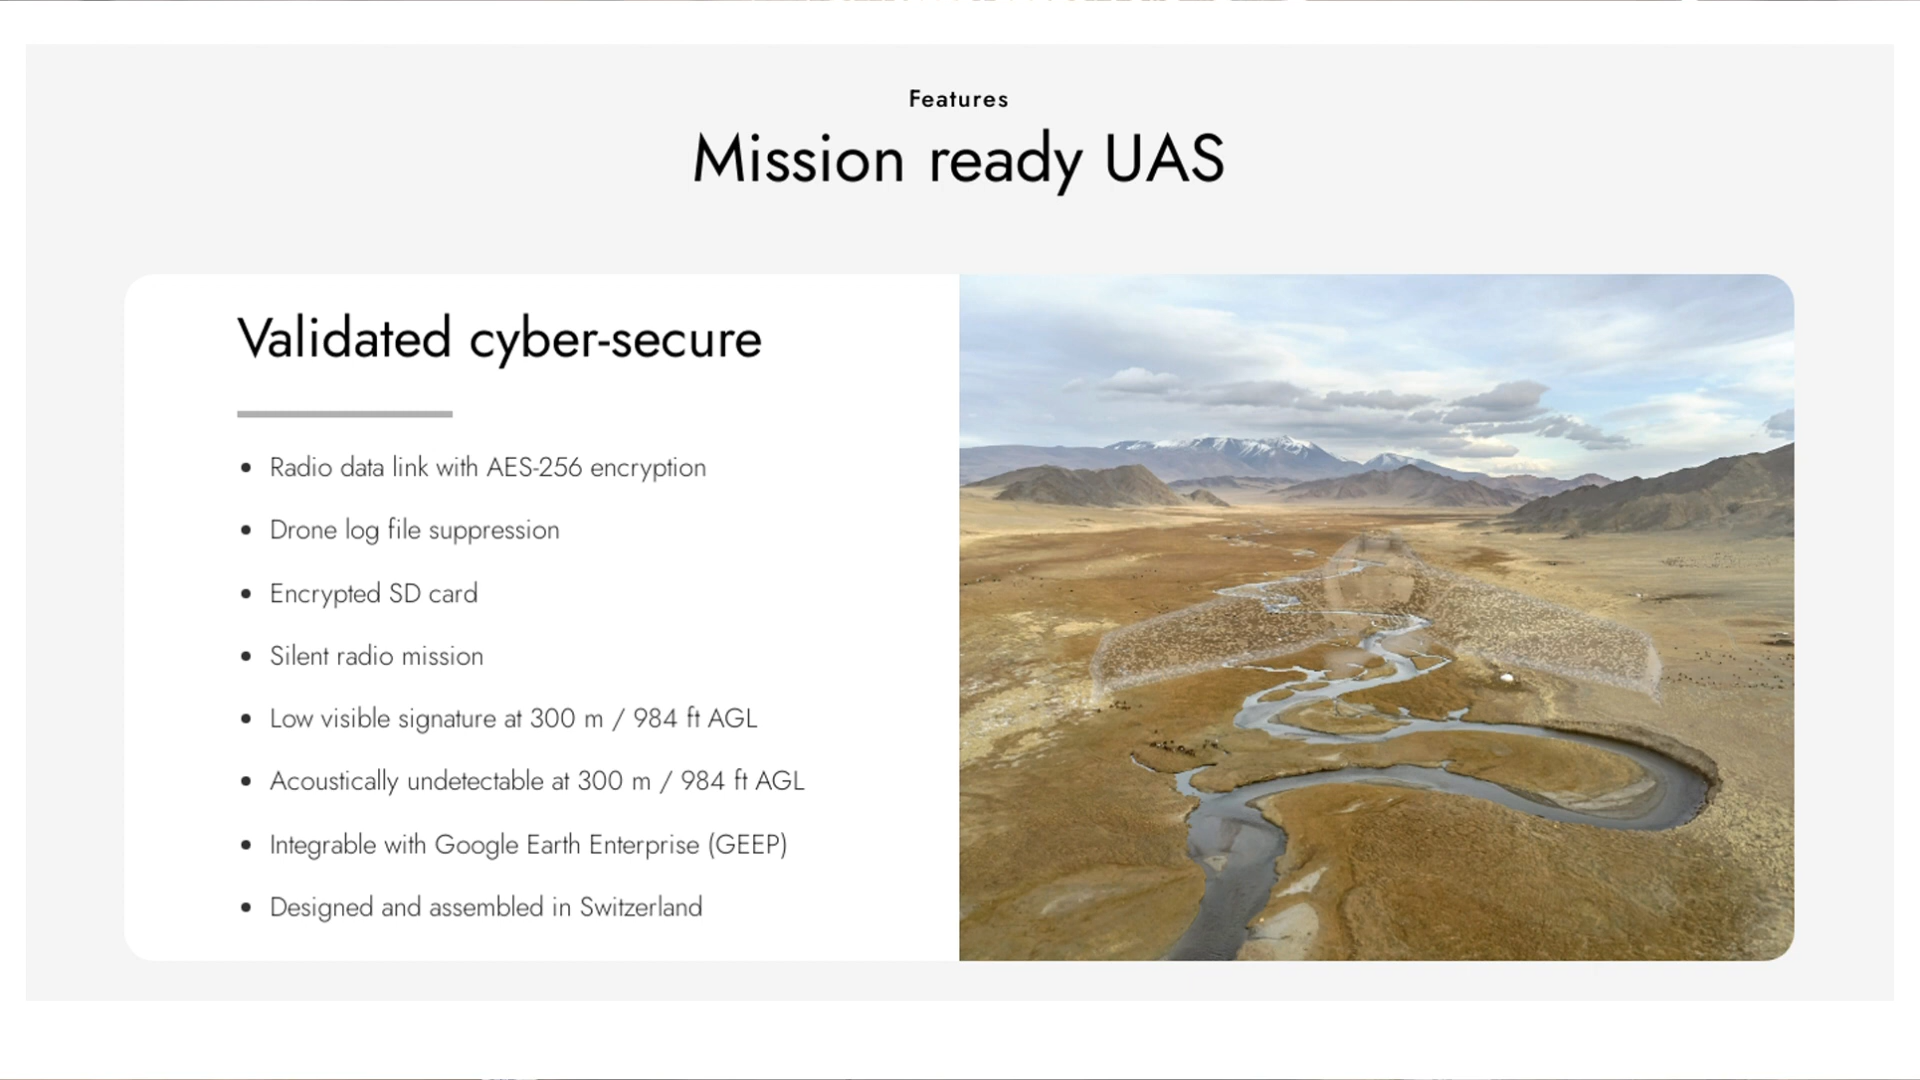 Features
Mission ready UAS
Validated cyber-secure
Radio data link with AES-256 encryption
Drone log file suppression
Encrypted SD card
Silent radio mission
Low visible signature at 300 m / 984 ft AGL
Acoustically undetectable at 300 m / 984 ft AGL
Integrable with Google Earth Enterprise (GEEP)
Designed and assembled in Switzerland